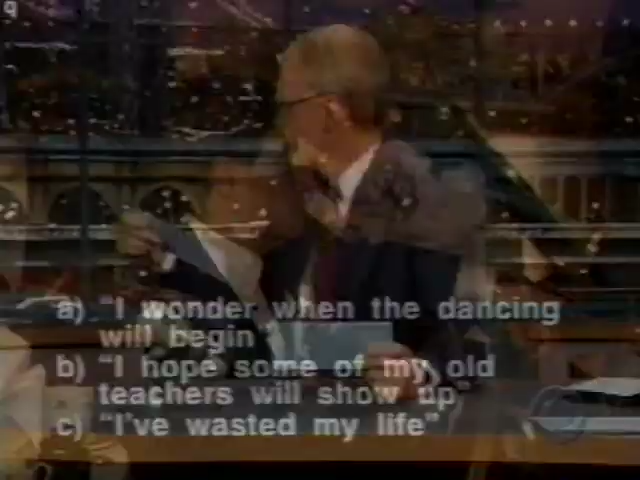 a) "I wonder when the dancing
will begin
b) "I hope some of my old
teachers will show up"
c) "I've wasted my life"